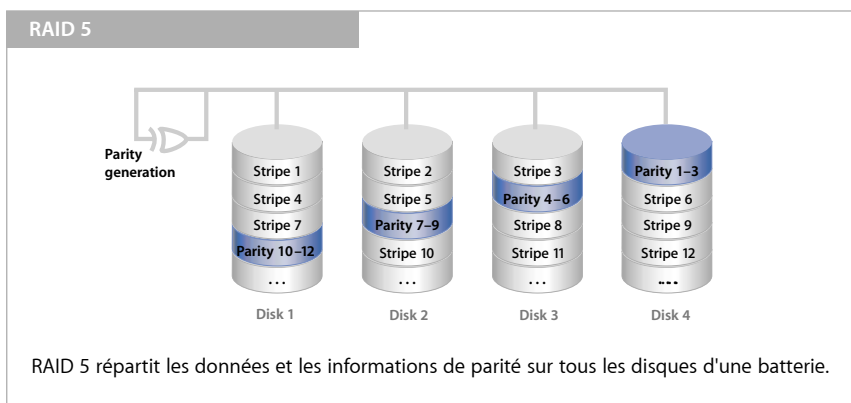 RAID 5
Parity
generation
Stripe 1 Stripe 2 Stripe 3 Parity 1–3
Stripe 4 Stripe 5 Parity 4–6 Stripe 6
Stripe 7 Parity 7–9 Stripe 8 Stripe 9
Parity 10–12 Stripe 10 Stripe 11 Stripe 12
... ... ... ....
Disk 1 Disk 2 Disk 3 Disk 4
RAID 5 répartit les données et les informations de parité sur tous les disques d'une batterie.